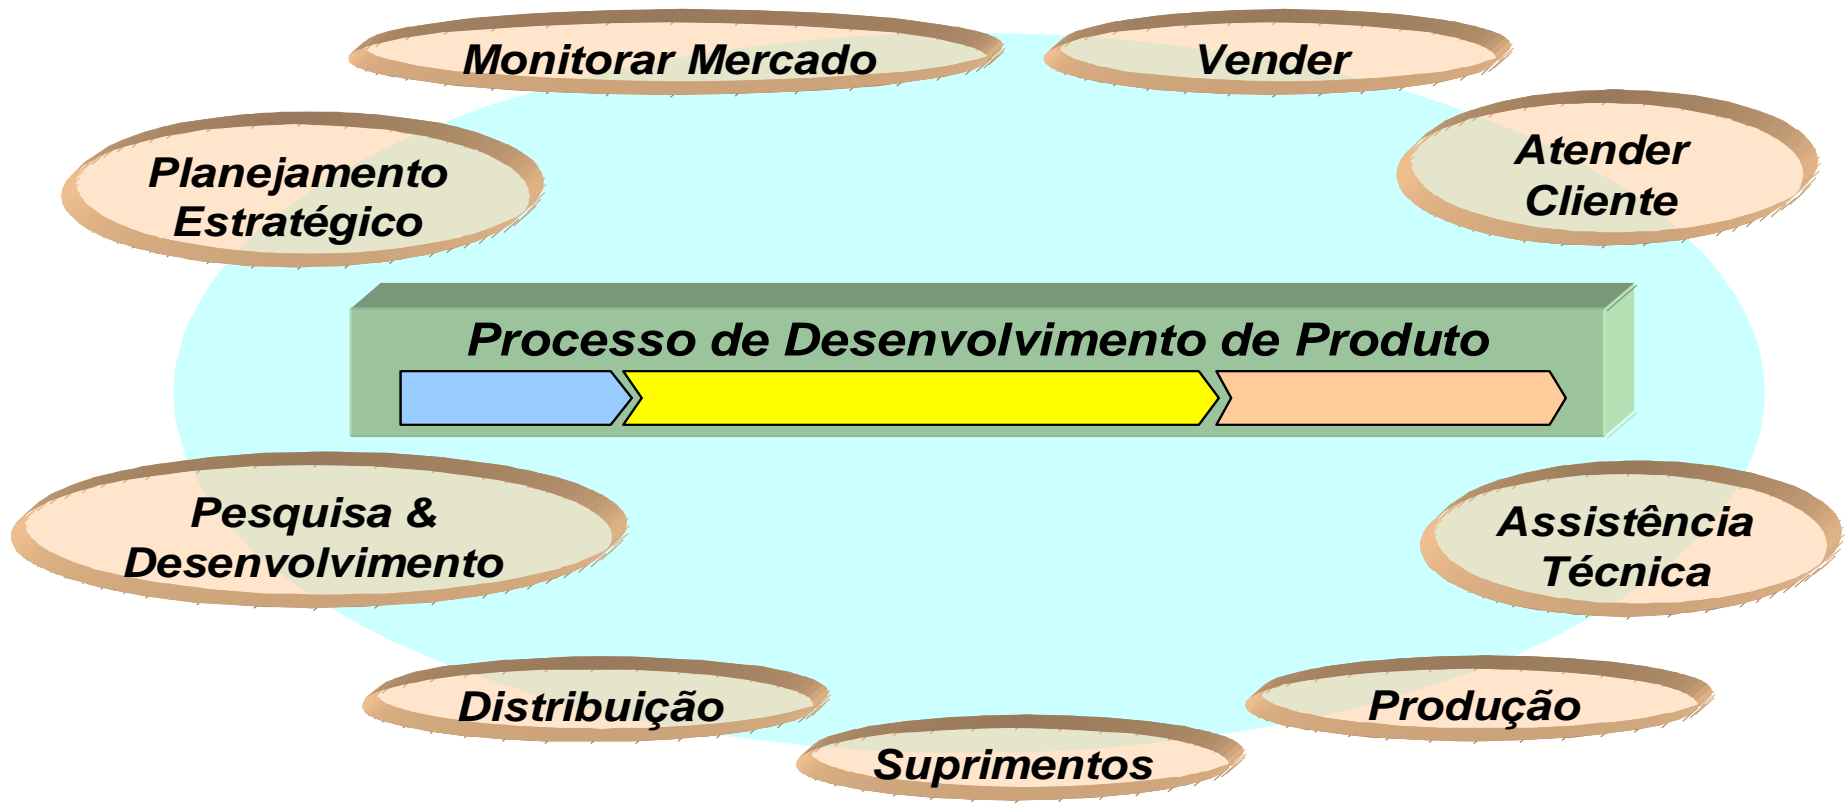 Monitorar Mercado
Vender
Planejamento
Estratégico
Atender
Cliente
Processo de Desenvolvimento de Produto
Pesquisa &
Desenvolvimento
Assistência
Técnica
Distribuição
Produção
Suprimentos